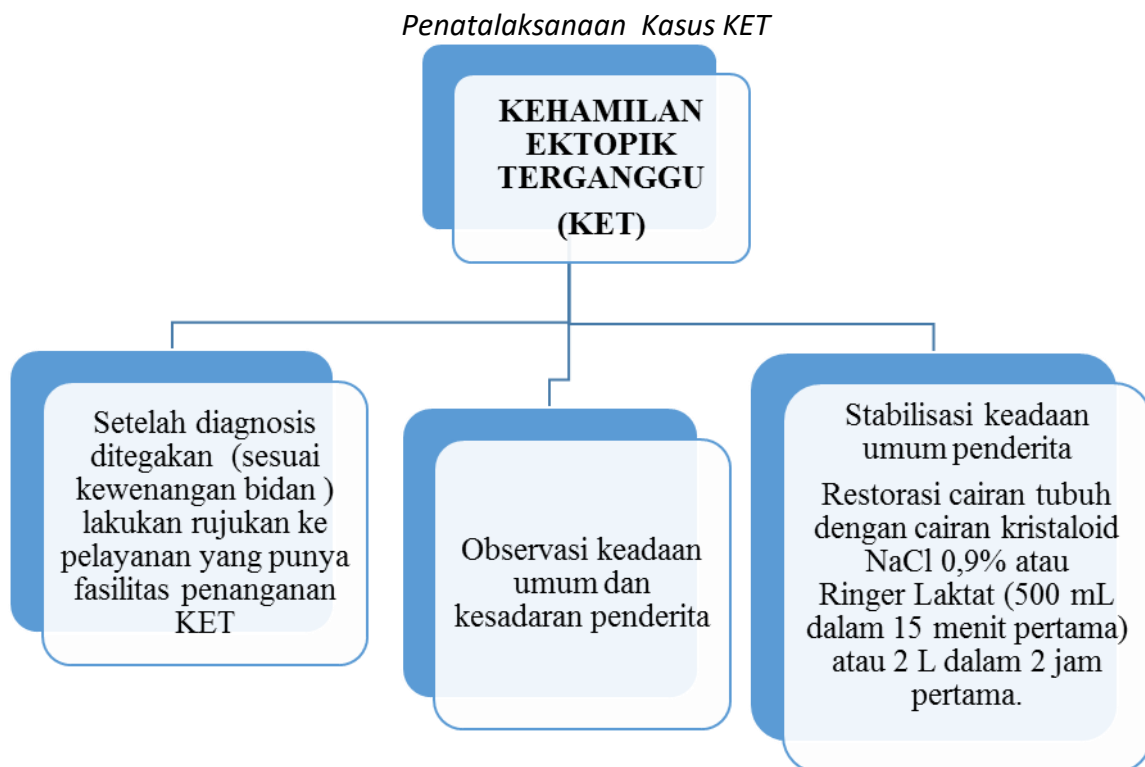 Penatalaksanaan  Kasus KET
KEHAMILAN
EKTOPIK
TERGANGGU
(KET)
Setelah diagnosis
ditegakan  (sesuai
kewenangan bidan )
lakukan rujukan ke
pelayanan yang punya
fasilitas penanganan
KET
Observasi keadaan
umum dan
kesadaran penderita
Stabilisasi keadaan
umum penderita
Restorasi cairan tubuh
dengan cairan kristaloid
NaCl 0,9% atau
Ringer Laktat (500 mL
dalam 15 menit pertama)
atau 2 L dalam 2 jam
pertama.